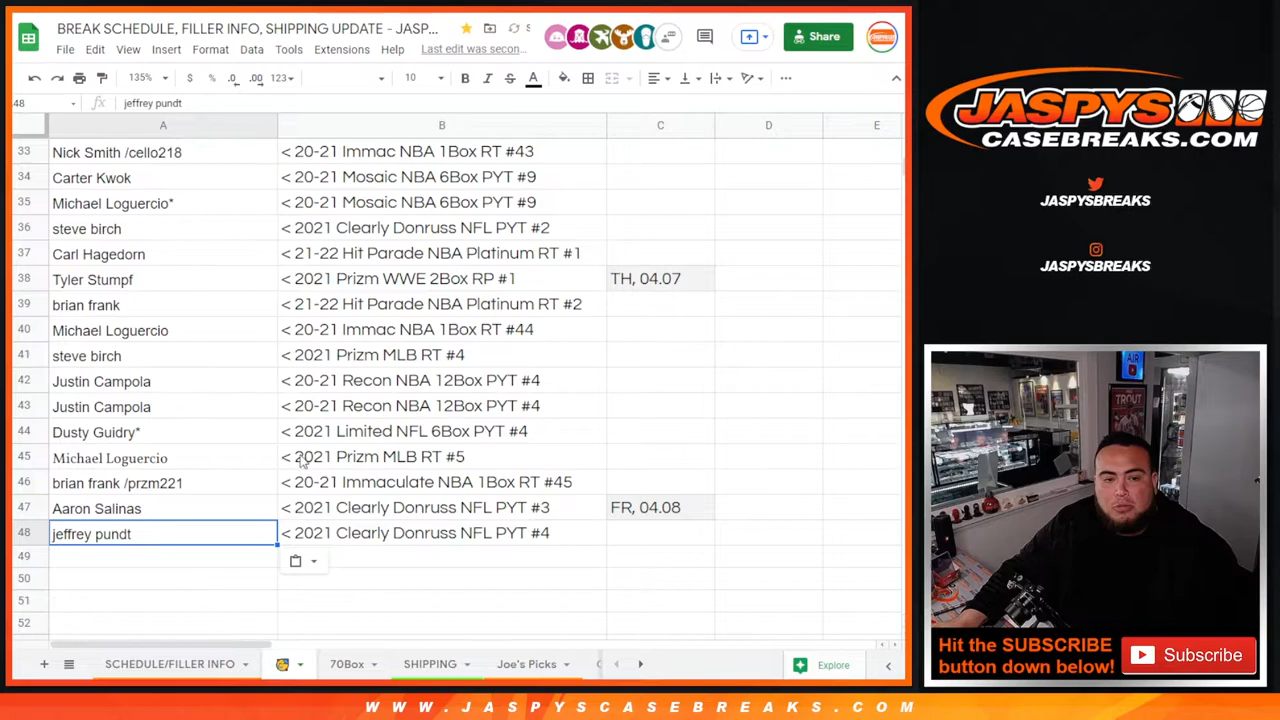 BREAK SCHEDULE, FILLER INFO, SHIPPING UPDATE - JASP...
File Edit View Insert Format Data Tools Extensions Help Last edit was secon...
Share
135% $ % .0 .00 123 10 B I S A
48 fx jeffrey pundt
A B C D E
33 Nick Smith /cello218 < 20-21 Immac NBA 1Box RT #43
34 Carter Kwok < 20-21 Mosaic NBA 6Box PYT #9
35 Michael Loguercio* < 20-21 Mosaic NBA 6Box PYT #9
36 steve birch < 2021 Clearly Donruss NFL PYT #2
37 Carl Hagedorn < 21-22 Hit Parade NBA Platinum RT #1
38 Tyler Stumpf < 2021 Prizm WWE 2Box RP #1 TH, 04.07
39 brian frank < 21-22 Hit Parade NBA Platinum RT #2
40 Michael Loguercio < 20-21 Immac NBA 1Box RT #44
41 steve birch < 2021 Prizm MLB RT #4
42 Justin Campola < 20-21 Recon NBA 12Box PYT #4
43 Justin Campola < 20-21 Recon NBA 12Box PYT #4
44 Dusty Guidry* < 2021 Limited NFL 6Box PYT #4
45 Michael Loguercio < 2021 Prizm MLB RT #5
46 brian frank /przm221 < 20-21 Immaculate NBA 1Box RT #45
47 Aaron Salinas < 2021 Clearly Donruss NFL PYT #3 FR, 04.08
48 jeffrey pundt < 2021 Clearly Donruss NFL PYT #4
49
50
51
52
SCHEDULE/FILLER INFO 70Box SHIPPING Joe's Picks Explore
JASPYS
CASEBREAKS.COM
JASPYSBREAKS
JASPYSBREAKS
AIR
TROUT
Hit the SUBSCRIBE
button down below!
Subscribe
WWW.JASPYSCASEBREAKS.COM